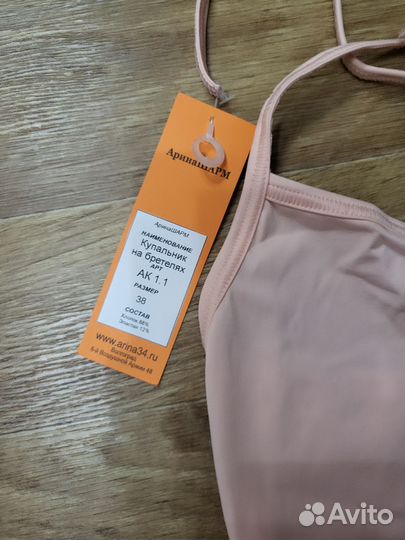 АринаШАРМ
АринаШАРМ
НАИМЕНОВАНИЕ
Купальник
на бретелях
АРТ
АК 1.1
РАЗМЕР
38
СОСТАВ
Хлопок 88%
Эластан 12%
www.arina34.ru
Волгоград
8-й Воздушной Армии 48
Avito